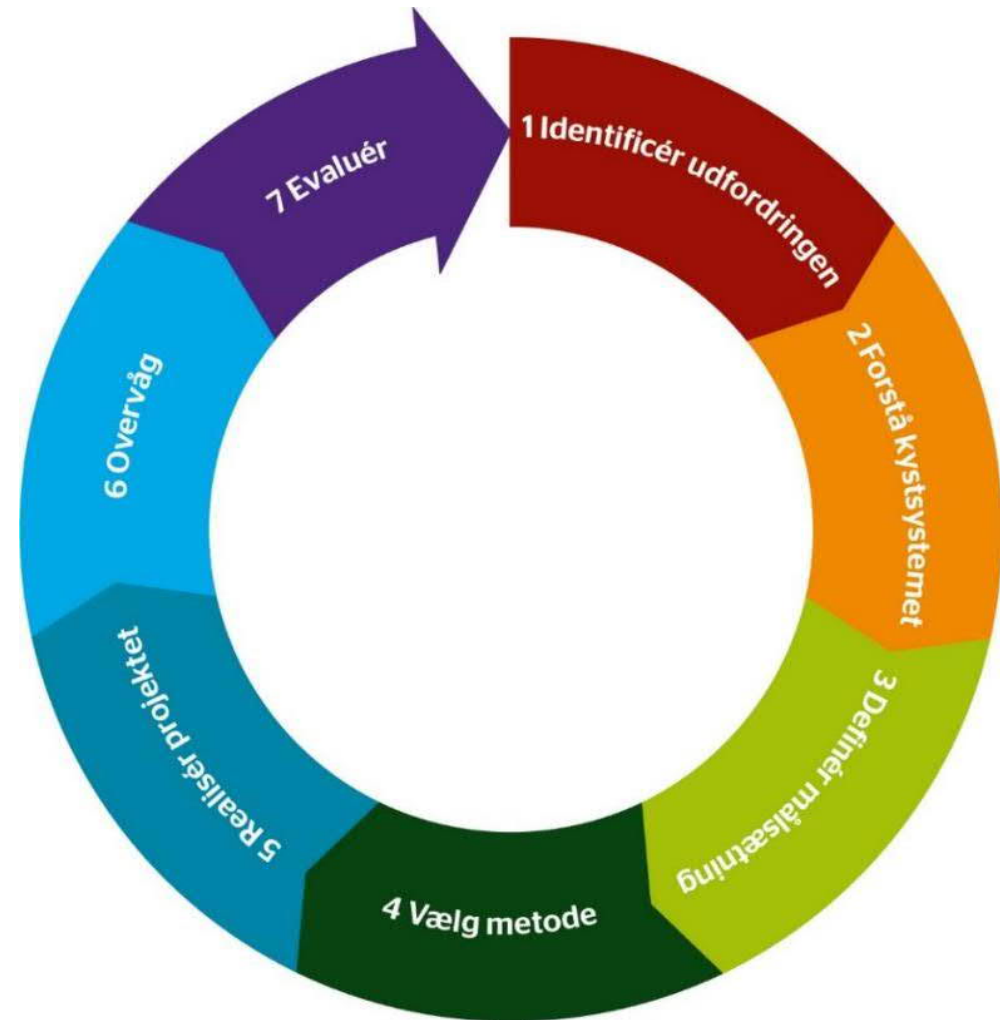 1 Identificér udfordringen
2 Forstå kystsystemet
3 Definér målsætning
4 Vælg metode
5 Realisér projektet
6 Overvåg
7 Evaluér